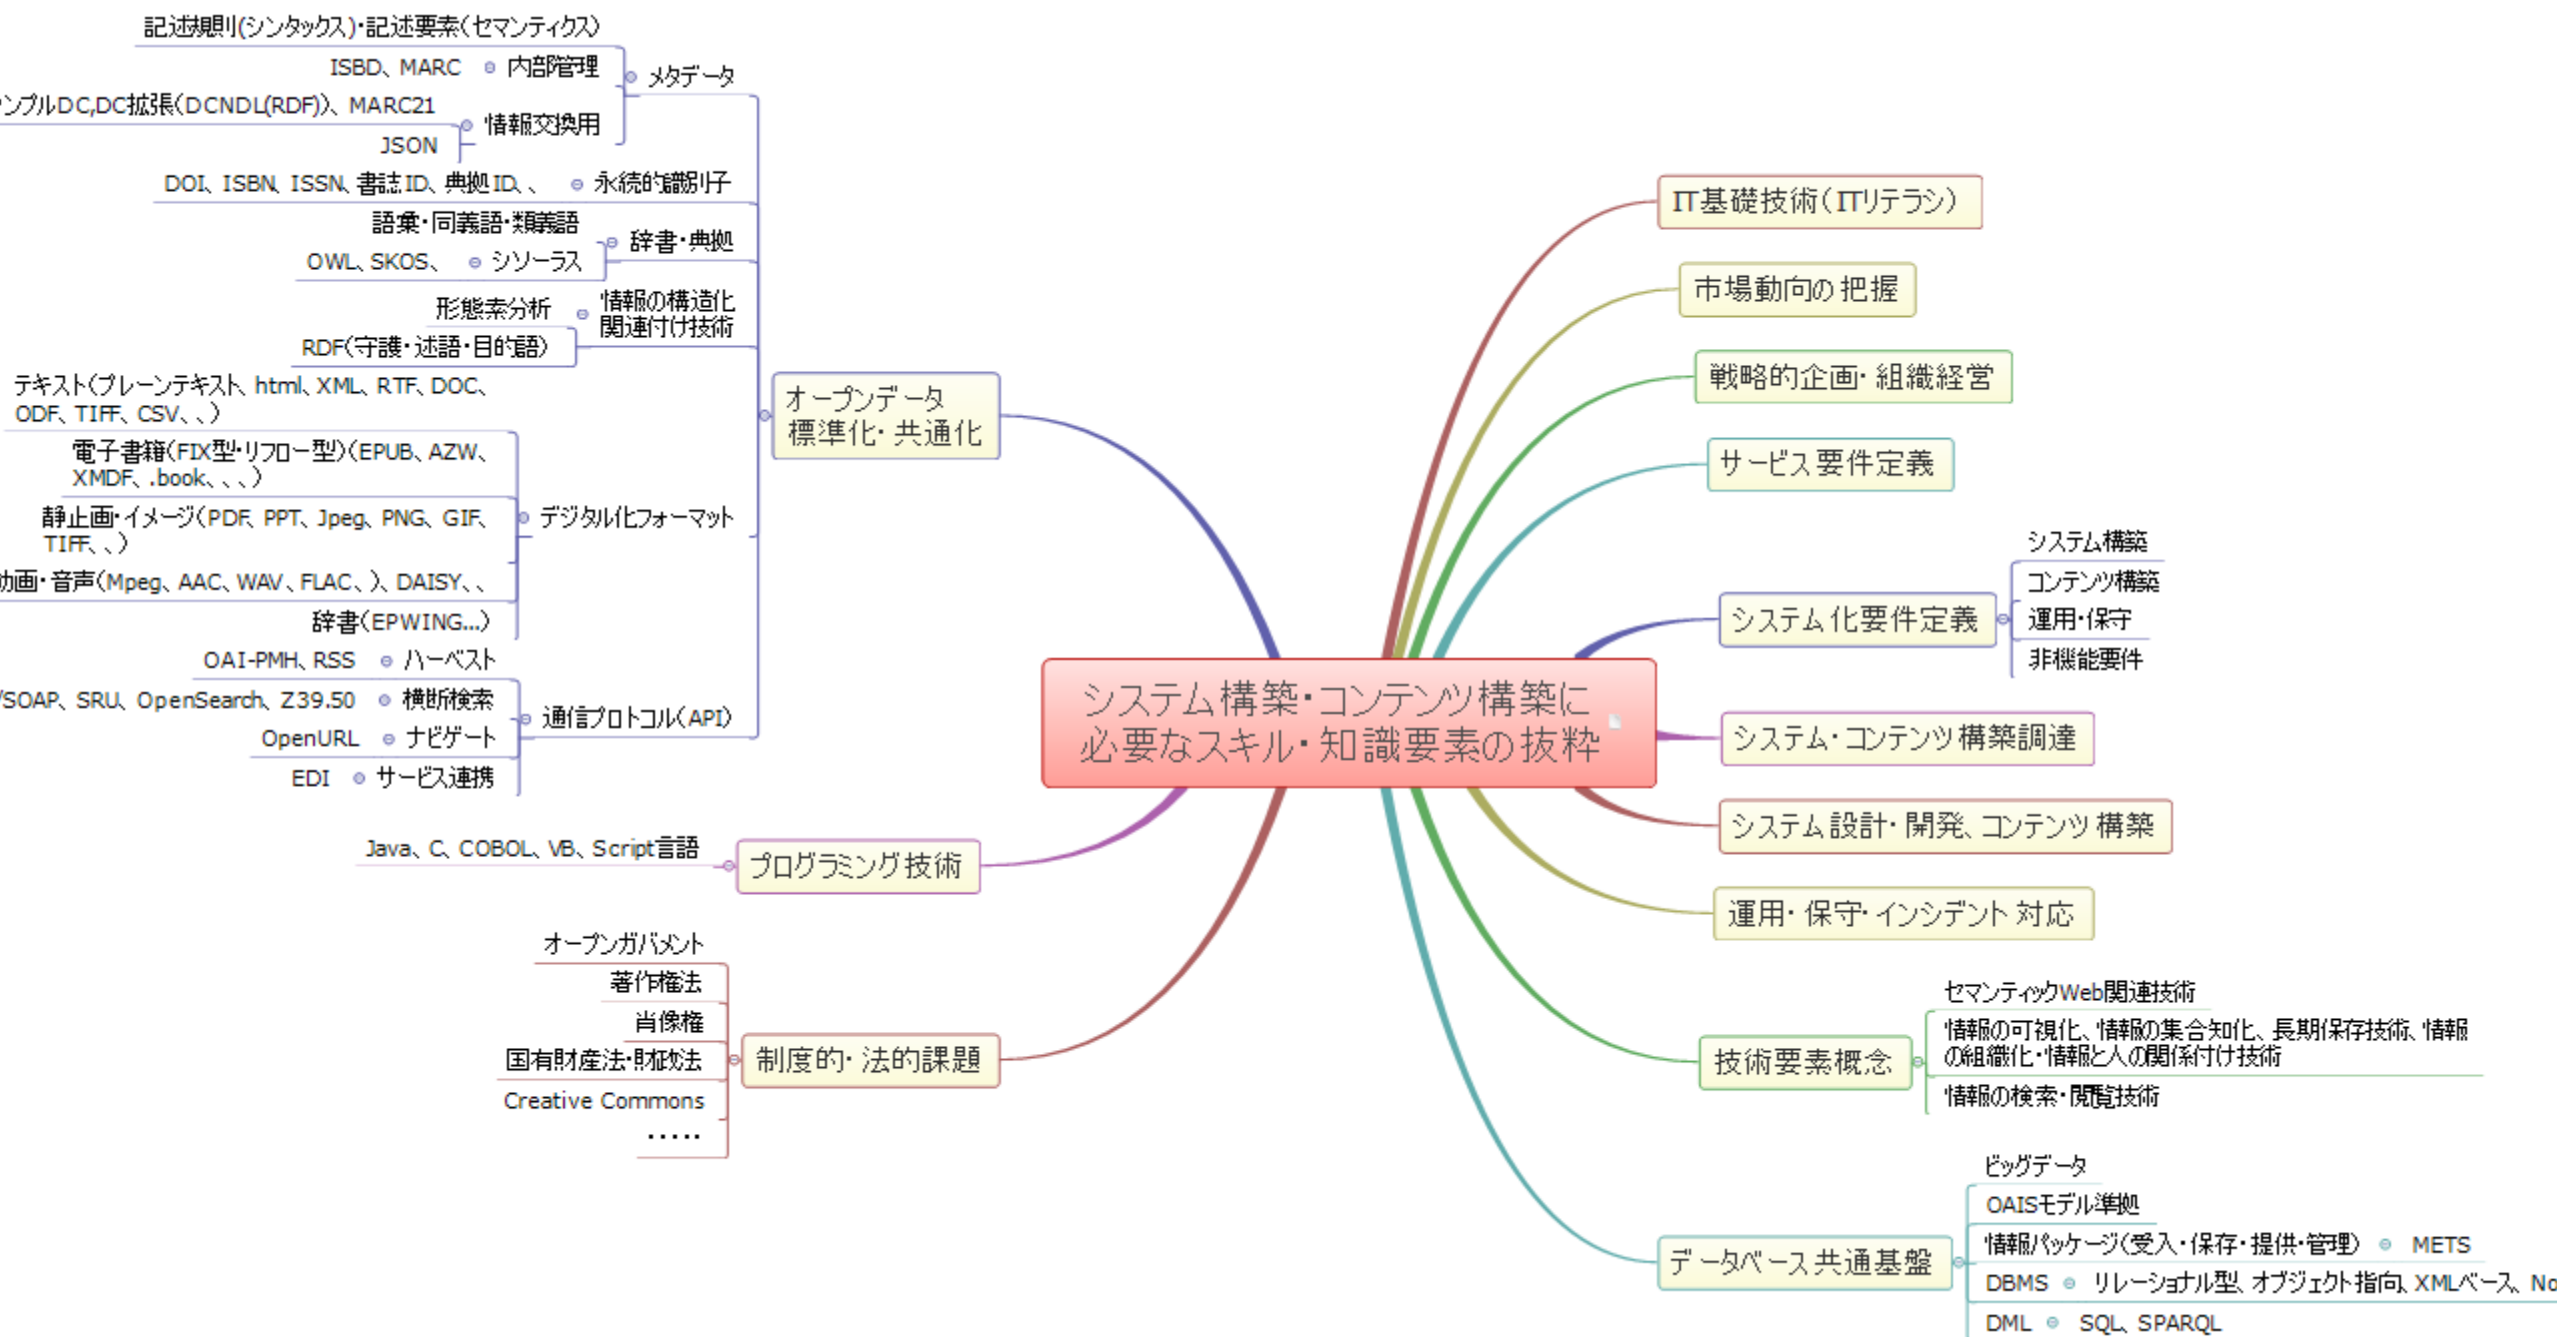 記述規則(シンタックス)・記述要素(セマンティクス)
ISBD、MARC
内部管理
メタデータ
ンプルDC,DC拡張(DCNDL(RDF))、MARC21
情報交換用
JSON
DOI、ISBN、ISSN、書誌ID、典拠ID、、
永続的識別子
語彙・同義語・類義語
辞書・典拠
OWL、SKOS、
シソーラス
形態素分析
情報の構造化
関連付け技術
RDF(守護・述語・目的語)
テキスト(プレーンテキスト、html、XML、RTF、DOC、
ODF、TIFF、CSV、、)
電子書籍(FIX型・リフロー型)(EPUB、AZW、
XMDF、.book、、、)
静止画・イメージ(PDF、PPT、Jpeg、PNG、GIF、
TIFF、、)
デジタル化フォーマット
動画・音声(Mpeg、AAC、WAV、FLAC、)、DAISY、、
辞書(EPWING...)
OAI-PMH、RSS
ハーベスト
/SOAP、SRU、OpenSearch、Z39.50
横断検索
通信プロトコル(API)
OpenURL
ナビゲート
EDI
サービス連携
オープンデータ
標準化・共通化
Java、C、COBOL、VB、Script言語
プログラミング技術
オープンガバメント
著作権法
肖像権
国有財産法・財政法
Creative Commons
・・・・・
制度的・法的課題
システム構築・コンテンツ構築に
必要なスキル・知識要素の抜粋
IT基礎技術(ITリテラシ)
市場動向の把握
戦略的企画・組織経営
サービス要件定義
システム化要件定義
システム構築
コンテンツ構築
運用・保守
非機能要件
システム・コンテンツ構築調達
システム設計・開発、コンテンツ構築
運用・保守・インシデント対応
技術要素概念
セマンティックWeb関連技術
情報の可視化、情報の集合知化、長期保存技術、情報
の組織化・情報と人の関係付け技術
情報の検索・閲覧技術
データベース共通基盤
ビッグデータ
OAISモデル準拠
情報パッケージ(受入・保存・提供・管理)
METS
DBMS
リレーショナル型、オブジェクト指向、XMLベース、No
DML
SQL、SPARQL